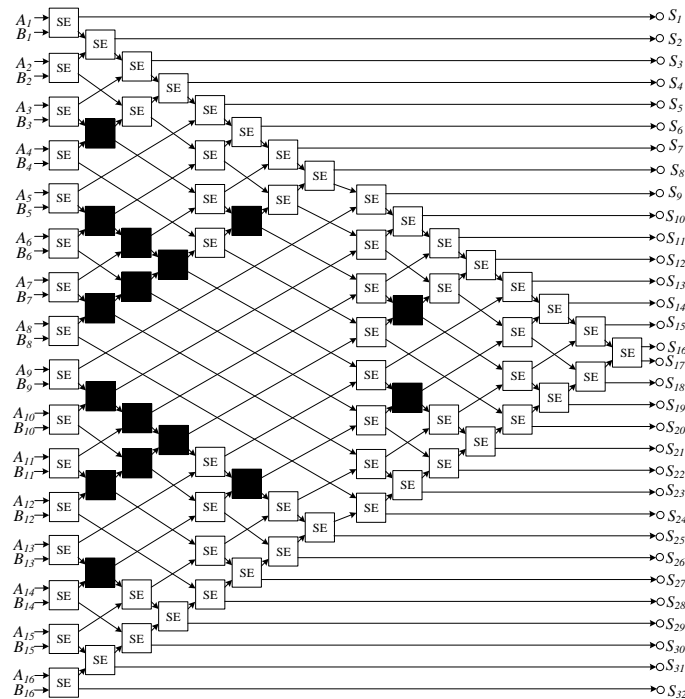 A1 SE S1
B1
SE S2
A2 SE SE S3
B2
SE S4
A3 SE SE SE S5
B3
SE S6
A4 SE SE SE S7
B4
SE S8
A5 SE SE SE SE S9
B5
SE S10
A6 SE SE SE SE S11
B6
SE S12
A7 SE SE SE SE S13
B7
SE S14
A8 SE SE SE SE S15
B8
SE S16
S17
A9 SE SE SE SE S18
B9
SE S19
A10 SE SE SE SE S20
B10
SE S21
A11 SE SE SE SE S22
B11
SE S23
A12 SE SE SE SE S24
B12
SE S25
A13 SE SE SE S26
B13
SE S27
A14 SE SE SE S28
B14
SE S29
A15 SE SE S30
B15
SE S31
A16 SE S32
B16